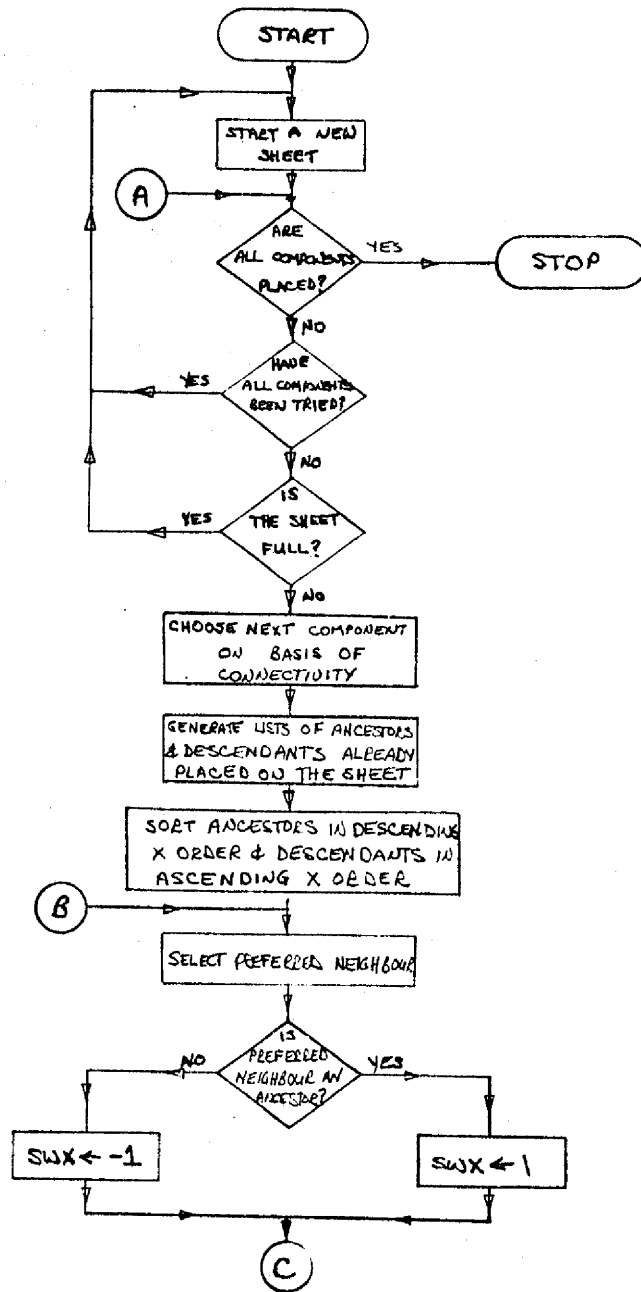 START
START A NEW
SHEET
A
ARE
ALL COMPONENTS
PLACED?
YES
STOP
NO
HAVE
ALL COMPONENTS
BEEN TRIED?
YES
NO
IS
THE SHEET
FULL?
YES
NO
CHOOSE NEXT COMPONENT
ON BASIS OF
CONNECTIVITY
GENERATE LISTS OF ANCESTORS
& DESCENDANTS ALREADY
PLACED ON THE SHEET
SORT ANCESTORS IN DESCENDING
X ORDER & DESCENDANTS IN
ASCENDING X ORDER
B
SELECT PREFERRED NEIGHBOUR
IS
PREFERRED
NEIGHBOUR AN
ANCESTOR?
NO
YES
SWX ← -1
SWX ← 1
C